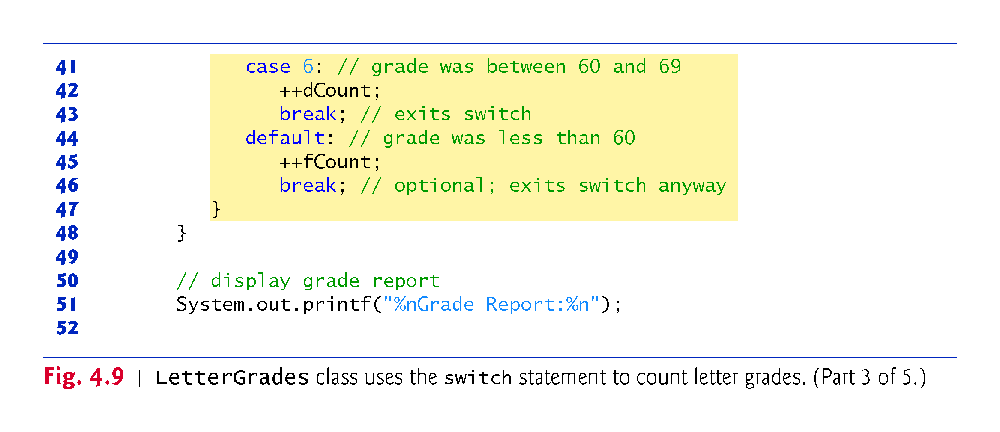 41 case 6: // grade was between 60 and 69
42 ++dCount;
43 break; // exits switch
44 default: // grade was less than 60
45 ++fCount;
46 break; // optional; exits switch anyway
47 }
48 }
49
50 // display grade report
51 System.out.printf("%nGrade Report:%n");
52
Fig. 4.9 | LetterGrades class uses the switch statement to count letter grades. (Part 3 of 5.)